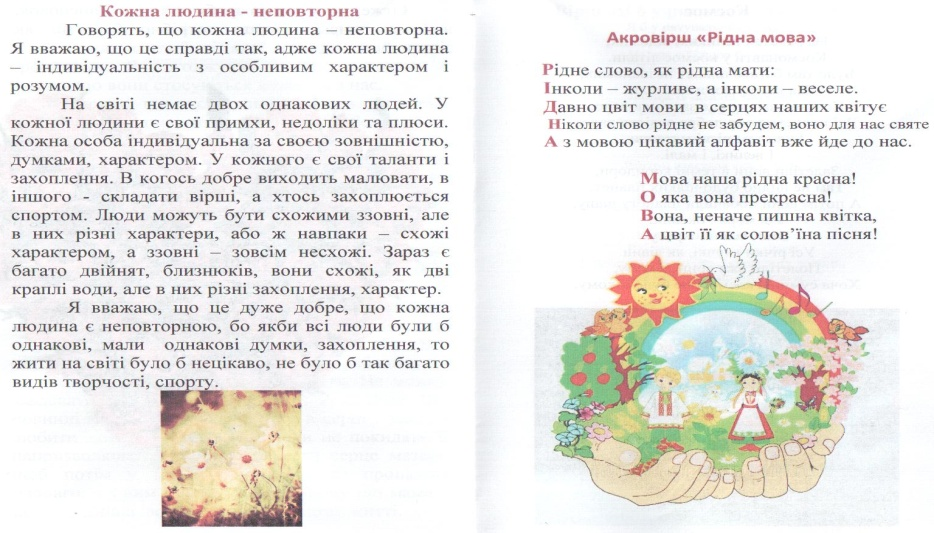 Кожна людина - неповторна
Говорять, що кожна людина – неповторна.
Я вважаю, що це справді так, адже кожна людина
– індивідуальність з особливим характером і
розумом.
На світі немає двох однакових людей. У
кожної людини є свої примхи, недоліки та плюси.
Кожна особа індивідуальна за своєю зовнішністю,
думками, характером. У кожного є свої таланти і
захоплення. В когось добре виходить малювати, в
іншого - складати вірші, а хтось захоплюється
спортом. Люди можуть бути схожими ззовні, але
в них різні характери, або ж навпаки – схожі
характером, а ззовні – зовсім несхожі. Зараз є
багато двійнят, близнюків, вони схожі, як дві
краплі води, але в них різні захоплення, характер.
Я вважаю, що це дуже добре, що кожна
людина є неповторною, бо якби всі люди були б
однакові, мали однакові думки, захоплення, то
жити на світі було б нецікаво, не було б так багато
видів творчості, спорту.
Акровірш «Рідна мова»
Рідне слово, як рідна мати:
Інколи – журливе, а інколи – веселе.
Давно цвіт мови в серцях наших квітує
Ніколи слово рідне не забудем, воно для нас святе
А з мовою цікавий алфавіт вже йде до нас.
Мова наша рідна красна!
О яка вона прекрасна!
Вона, неначе пишна квітка,
А цвіт її як солов’їна пісня!